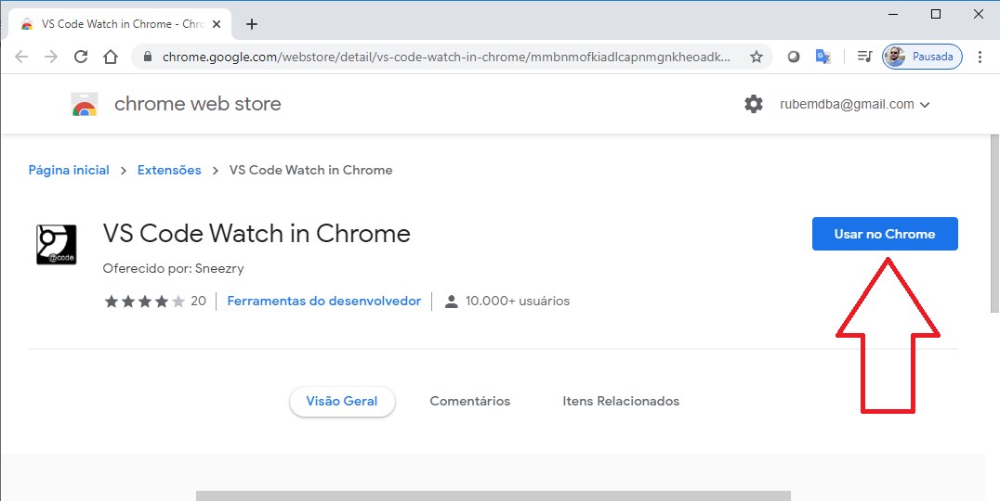 VS Code Watch in Chrome - Chro
Pausada
chrome.google.com/webstore/detail/vs-code-watch-in-chrome/mmbnmofkiadlcapnmgnkheoadk...
chrome web store
rubemdba@gmail.com
Página inicial > Extensões > VS Code Watch in Chrome
VS Code Watch in Chrome
Usar no Chrome
@code
Oferecido por: Sneezry
20 | Ferramentas do desenvolvedor | 10.000+ usuários
Visão Geral Comentários Itens Relacionados